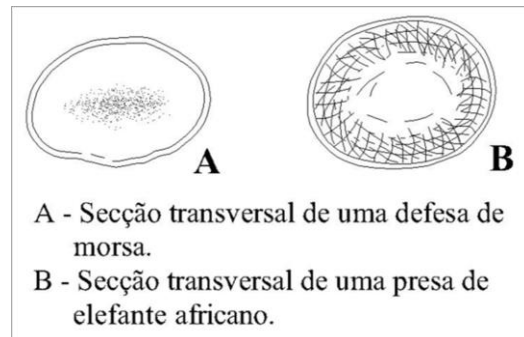 A
B
A - Secção transversal de uma defesa de
morsa.
B - Secção transversal de uma presa de
elefante africano.